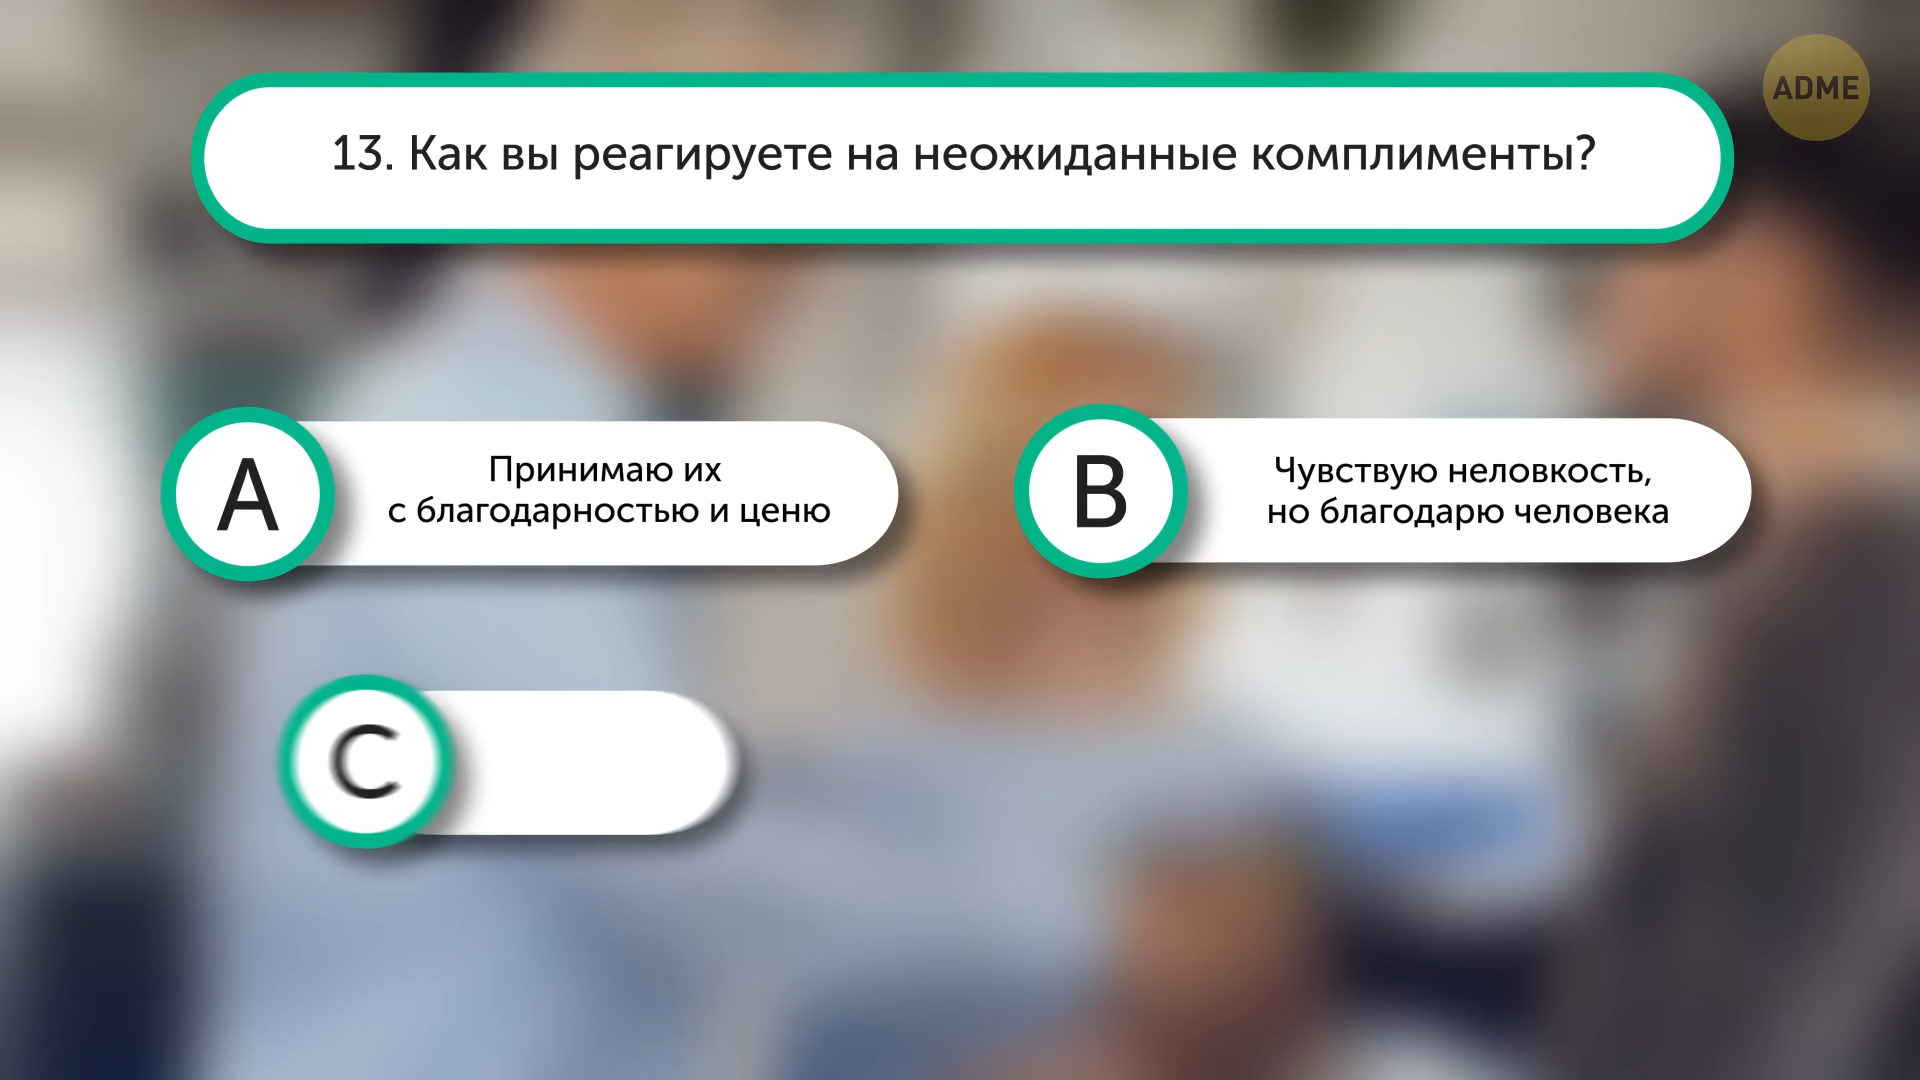 ADME
13. Как вы реагируете на неожиданные комплименты?
A
Принимаю их
с благодарностью и ценю
B
Чувствую неловкость,
но благодарю человека
C